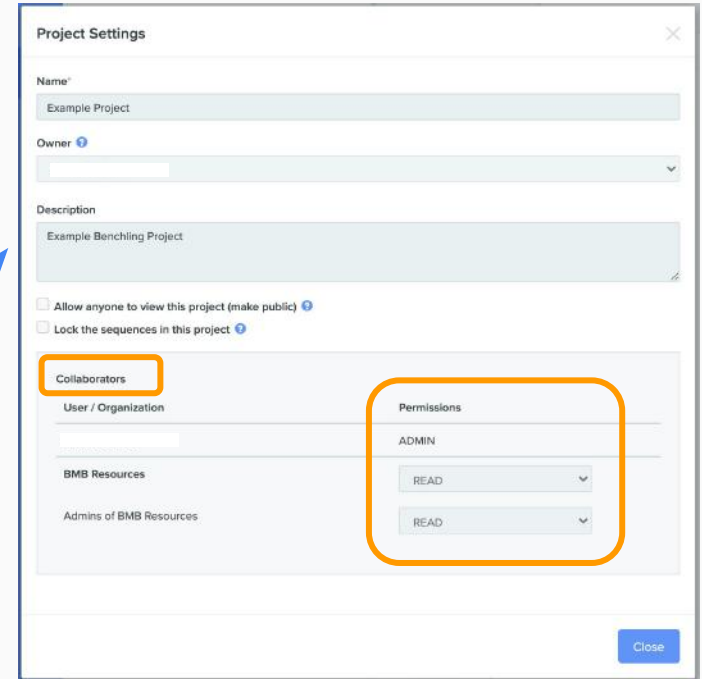 Project Settings
Name*
Example Project
Owner
Description
Example Benchling Project
Allow anyone to view this project (make public)
Lock the sequences in this project
Collaborators
User / Organization Permissions
ADMIN
BMB Resources READ
Admins of BMB Resources READ
Close